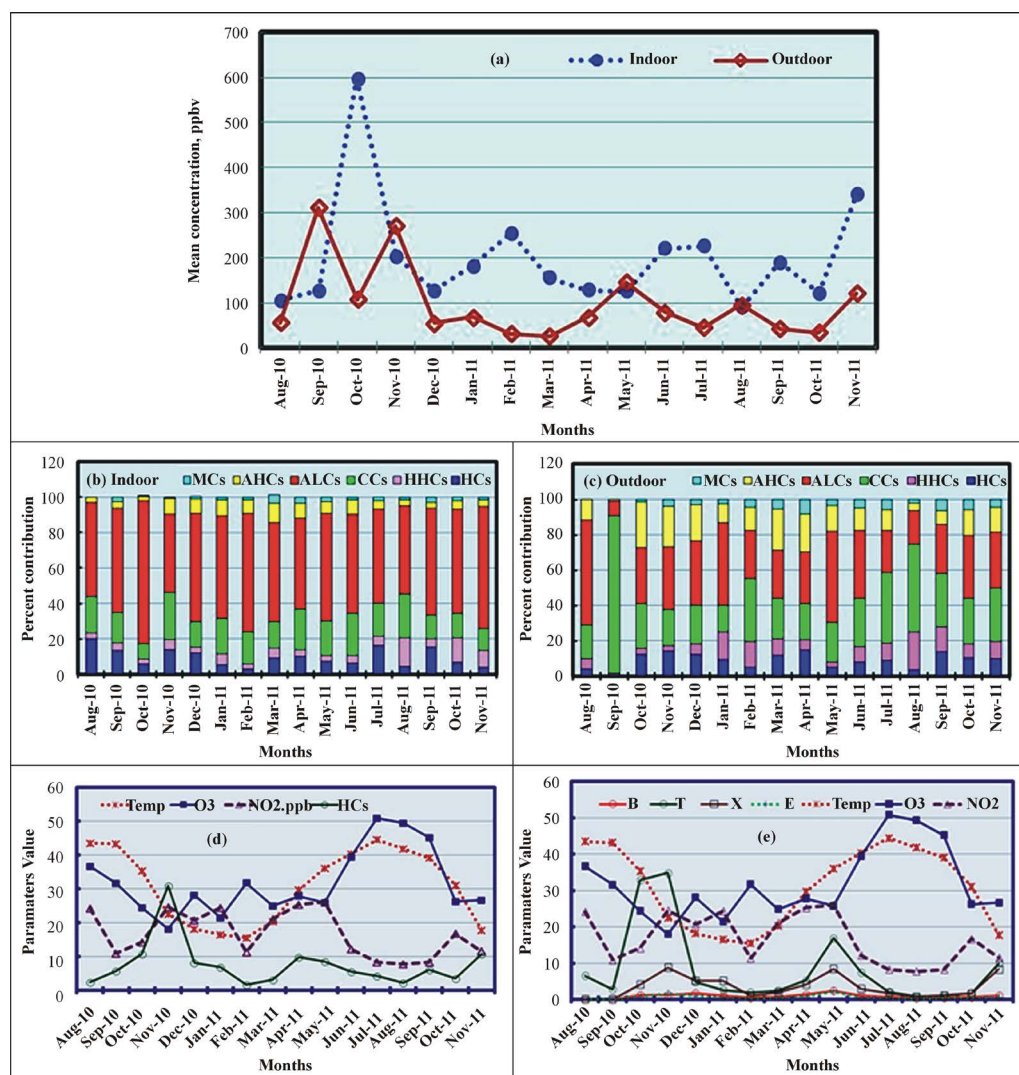 700
600
500
400
300
200
100
0
Mean concentration, ppbv
(a)
Indoor
Outdoor
Aug-10
Sep-10
Oct-10
Nov-10
Dec-10
Jan-11
Feb-11
Mar-11
Apr-11
May-11
Jun-11
Jul-11
Aug-11
Sep-11
Oct-11
Nov-11
Months
120
100
80
60
40
20
0
Percent contribution
(b) Indoor
MCs
AHCs
ALCs
CCs
HHCs
HCs
Aug-10
Sep-10
Oct-10
Nov-10
Dec-10
Jan-11
Feb-11
Mar-11
Apr-11
May-11
Jun-11
Jul-11
Aug-11
Sep-11
Oct-11
Nov-11
Months
120
100
80
60
40
20
0
Percent contribution
(c) Outdoor
MCs
AHCs
ALCs
CCs
HHCs
HCs
Aug-10
Sep-10
Oct-10
Nov-10
Dec-10
Jan-11
Feb-11
Mar-11
Apr-11
May-11
Jun-11
Jul-11
Aug-11
Sep-11
Oct-11
Nov-11
Months
60
50
40
30
20
10
0
Paramaters Value
Temp
O3
NO2.ppb
HCs
(d)
Aug-10
Sep-10
Oct-10
Nov-10
Dec-10
Jan-11
Feb-11
Mar-11
Apr-11
May-11
Jun-11
Jul-11
Aug-11
Sep-11
Oct-11
Nov-11
Months
60
50
40
30
20
10
0
Paramaters Value
B
T
X
E
Temp
O3
NO2
(e)
Aug-10
Sep-10
Oct-10
Nov-10
Dec-10
Jan-11
Feb-11
Mar-11
Apr-11
May-11
Jun-11
Jul-11
Aug-11
Sep-11
Oct-11
Nov-11
Months